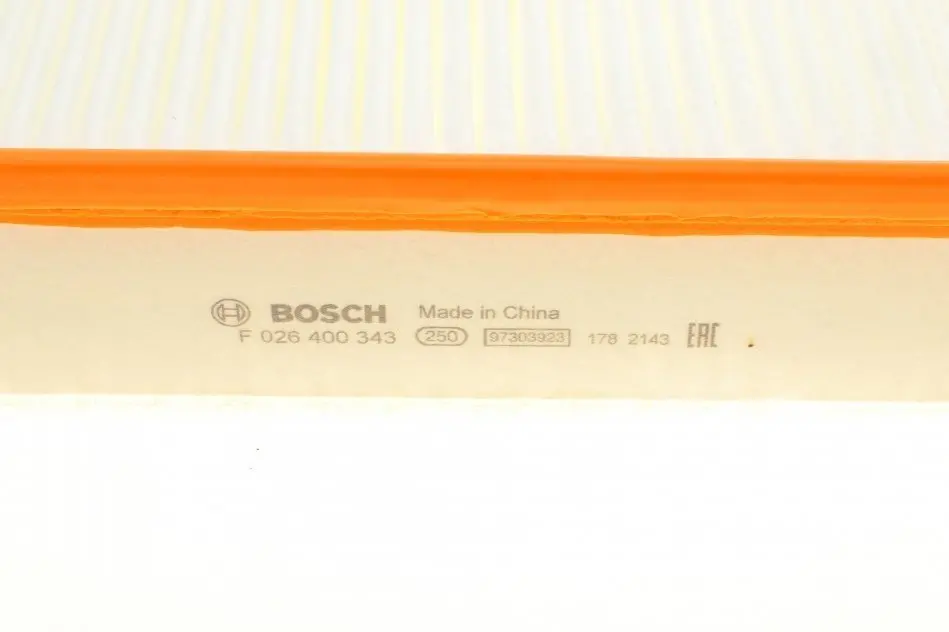 BOSCH Made in China
F 026 400 343 250 97303923 178 2143 EAC